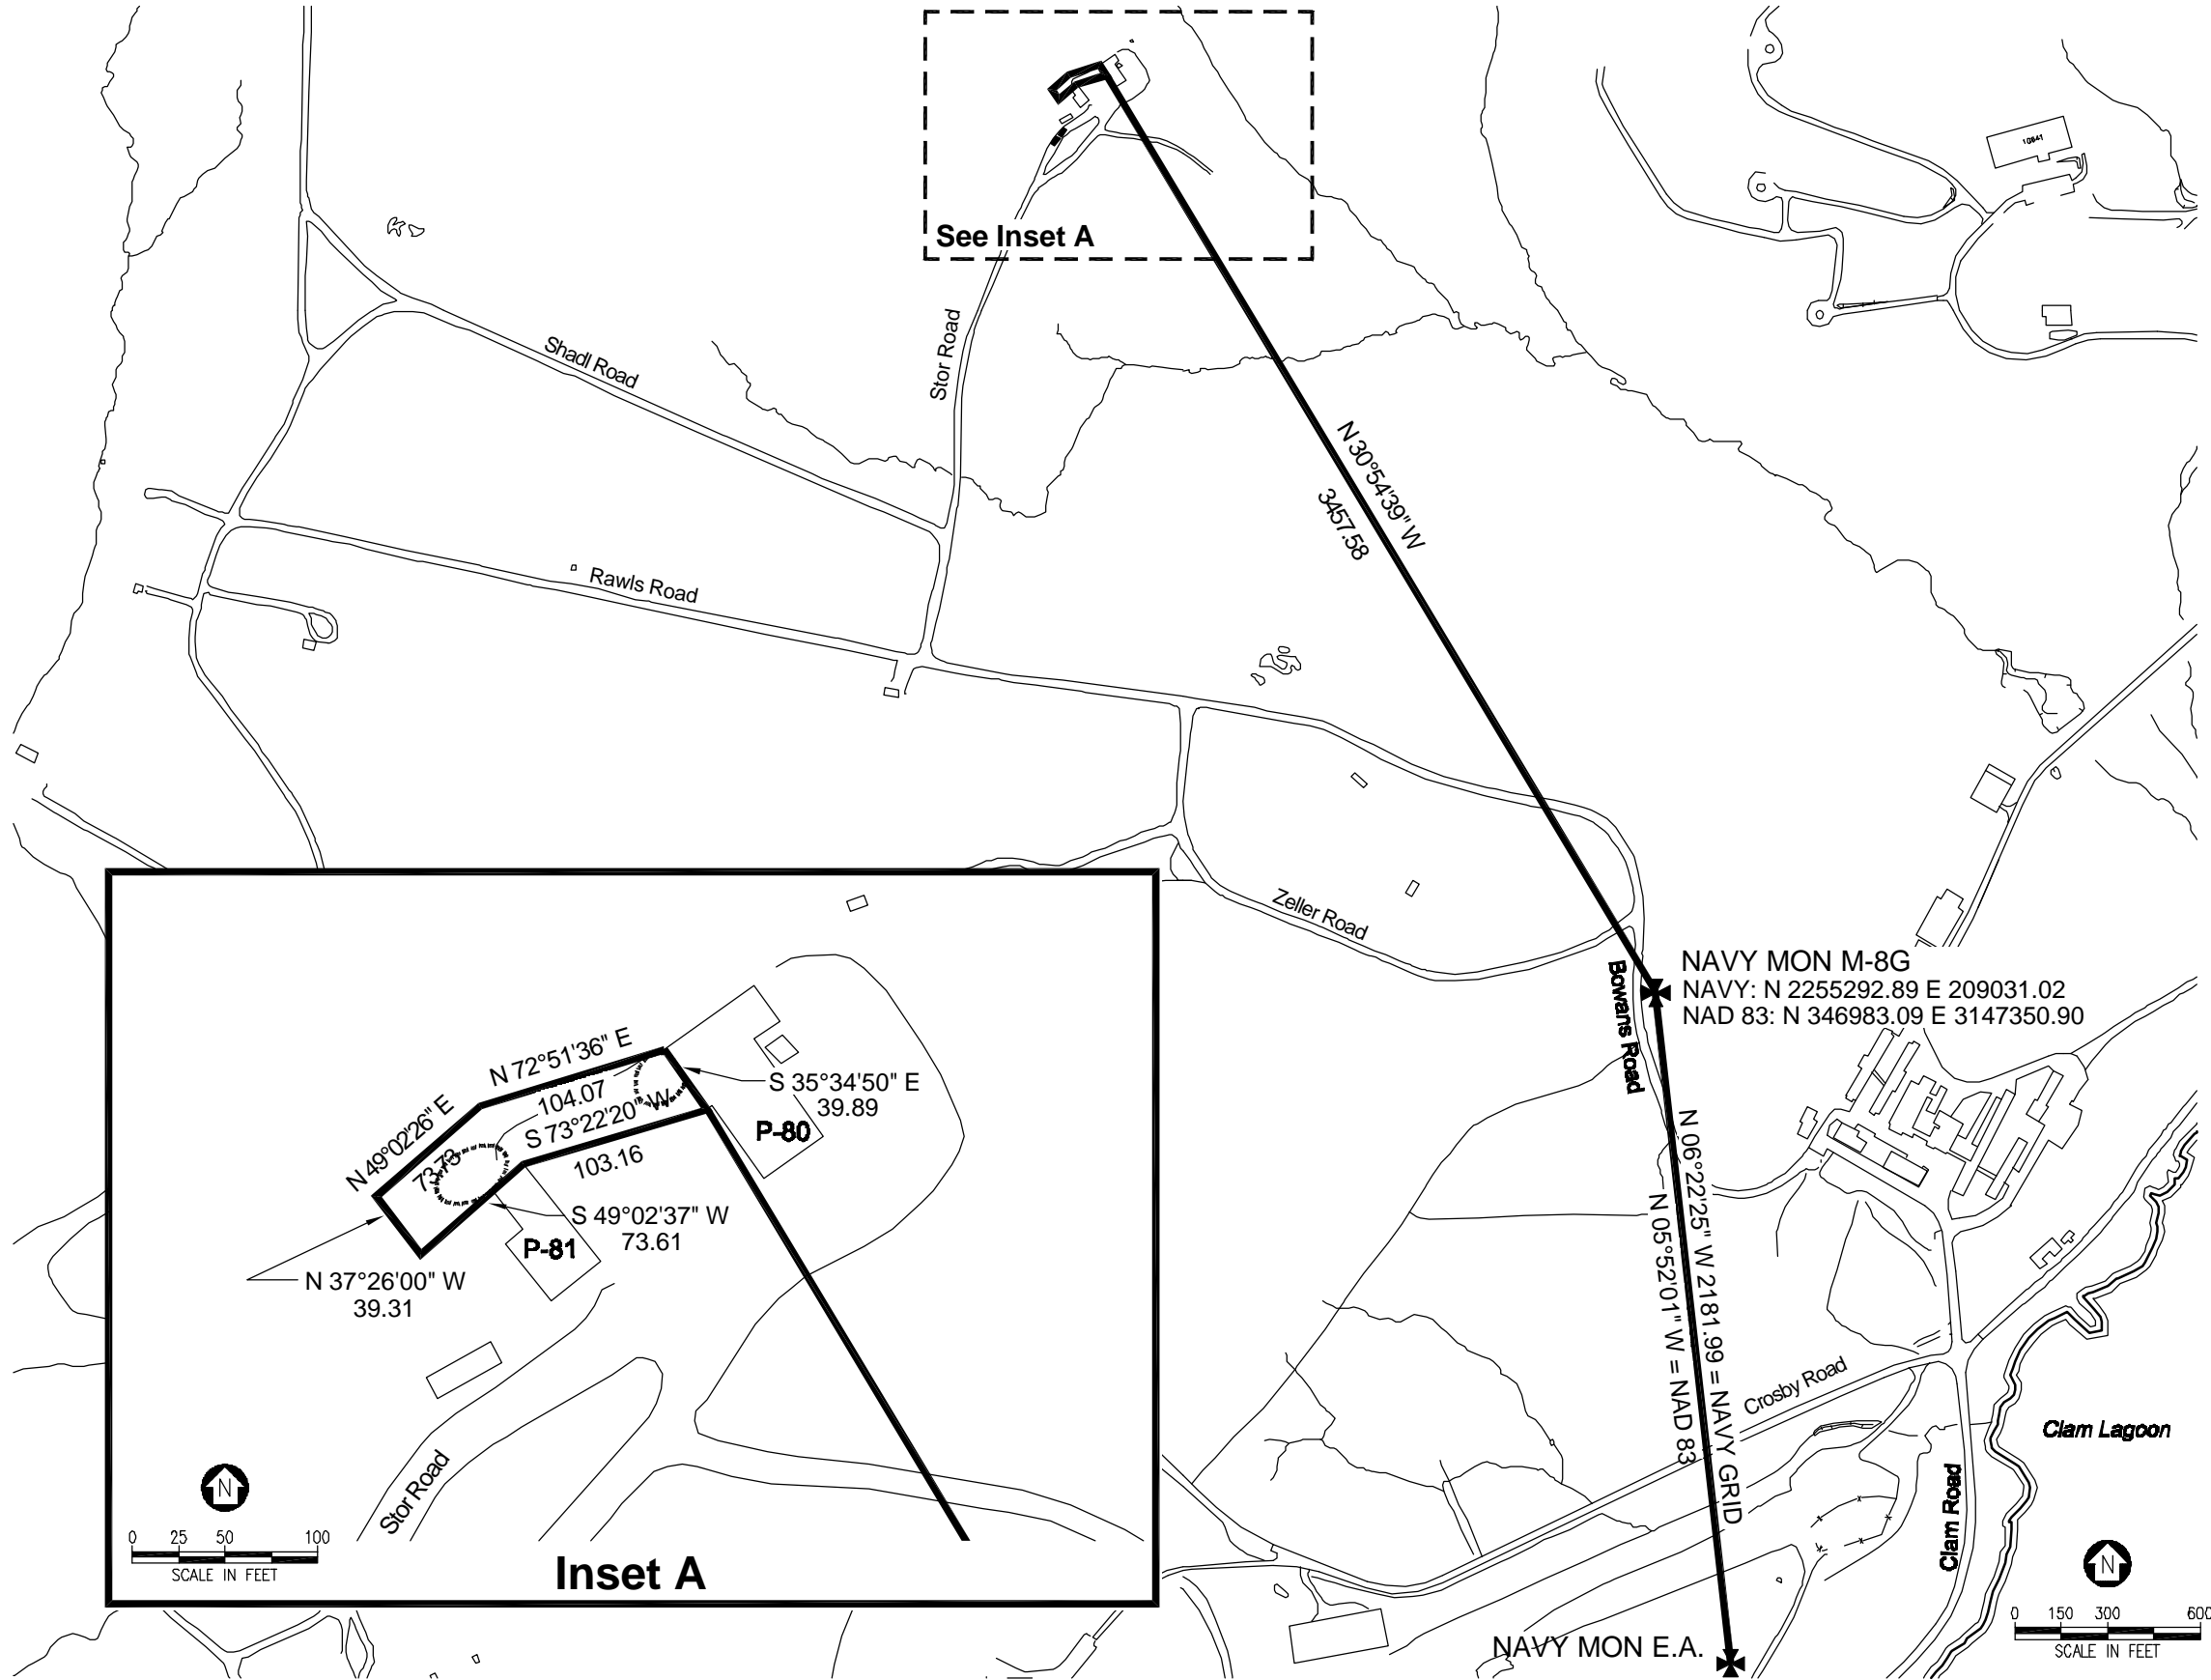 10841
See Inset A
Stor Road
Shadl Road
N 30°54'39" W
3457.58
Rawls Road
Zeller Road
Bowans Road
NAVY MON M-8G
NAVY: N 2255292.89 E 209031.02
NAD 83: N 346983.09 E 3147350.90
N 06°22'25" W 2181.99 = NAVY GRID
N 05°52'01" W = NAD 83
Crosby Road
Clam Lagoon
Clam Road
NAVY MON E.A.
N
0 150 300 600
SCALE IN FEET
N 72°51'36" E
104.07
S 35°34'50" E
39.89
N 49°02'26" E
73.73
S 73°22'20" W
103.16
P-80
S 49°02'37" W
73.61
P-81
N 37°26'00" W
39.31
Stor Road
N
0 25 50 100
SCALE IN FEET
Inset A